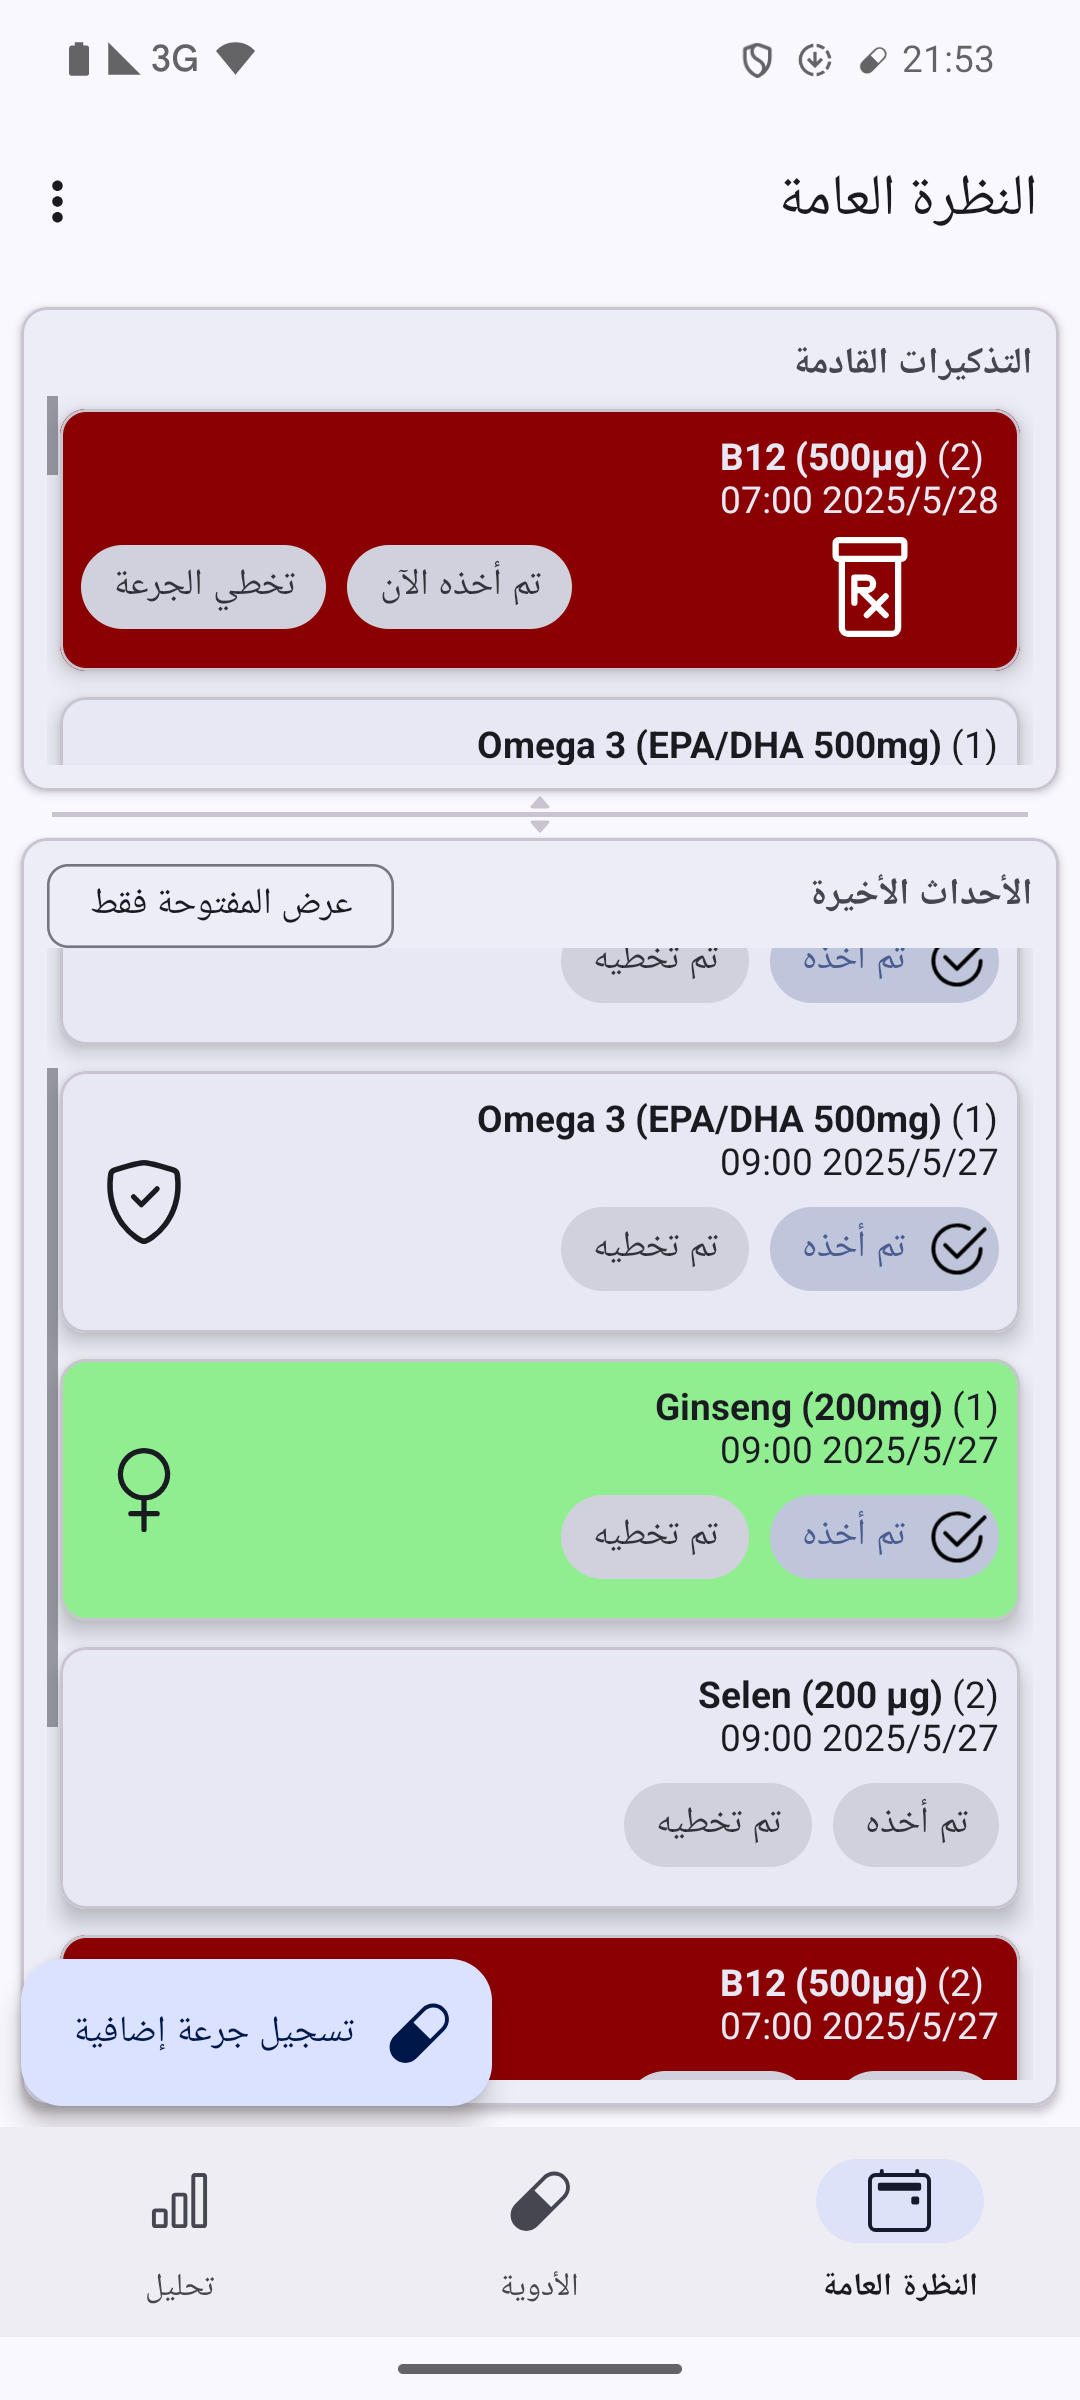 3G
21:53
النظرة العامة
التذكيرات القادمة
B12 (500µg) (2)
07:00 2025/5/28
تم أخذه الآن
تخطي الجرعة
Omega 3 (EPA/DHA 500mg) (1)
الأحداث الأخيرة
عرض المفتوحة فقط
تم أخذه
تم تخطيه
Omega 3 (EPA/DHA 500mg) (1)
09:00 2025/5/27
تم أخذه
تم تخطيه
Ginseng (200mg) (1)
09:00 2025/5/27
تم أخذه
تم تخطيه
Selen (200 µg) (2)
09:00 2025/5/27
تم أخذه
تم تخطيه
B12 (500µg) (2)
07:00 2025/5/27
تسجيل جرعة إضافية
النظرة العامة
الأدوية
تحليل